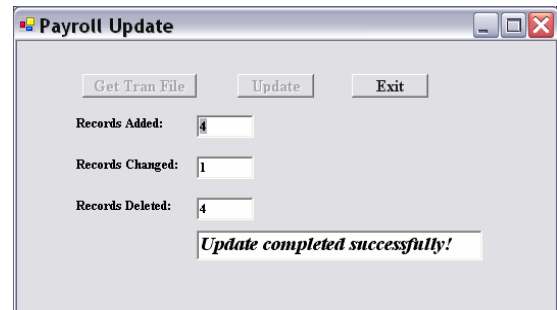 Payroll Update
Get Tran File Update Exit
Records Added: 4
Records Changed: 1
Records Deleted: 4
Update completed successfully!